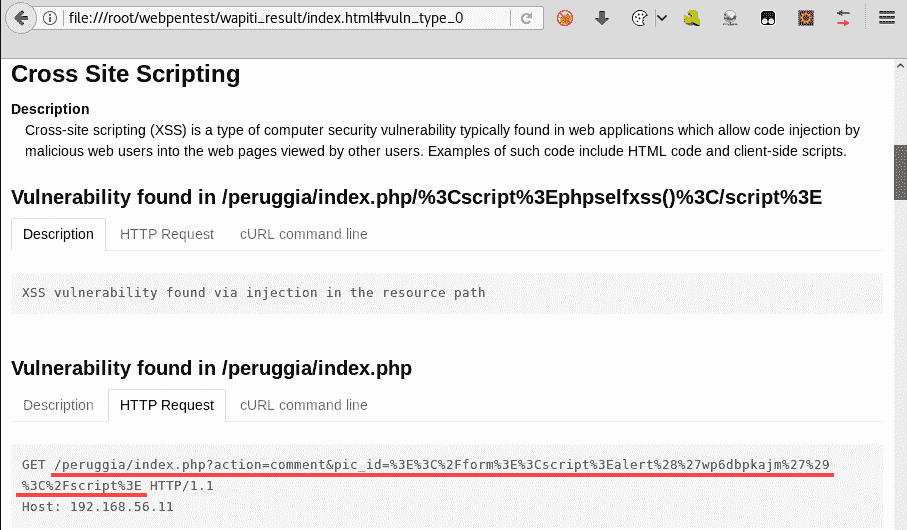 file:///root/webpentest/wapiti_result/index.html#vuln_type_0
Cross Site Scripting
Description
Cross-site scripting (XSS) is a type of computer security vulnerability typically found in web applications which allow code injection by
malicious web users into the web pages viewed by other users. Examples of such code include HTML code and client-side scripts.
Vulnerability found in /peruggia/index.php/%3Cscript%3Ephpselfxss()%3C/script%3E
Description HTTP Request cURL command line
XSS vulnerability found via injection in the resource path
Vulnerability found in /peruggia/index.php
Description HTTP Request cURL command line
GET /peruggia/index.php?action=comment&pic_id=%3E%3C%2Fform%3E%3Cscript%3Ealert%28%27wp6dbpkajm%27%29
%3C%2Fscript%3E HTTP/1.1
Host: 192.168.56.11